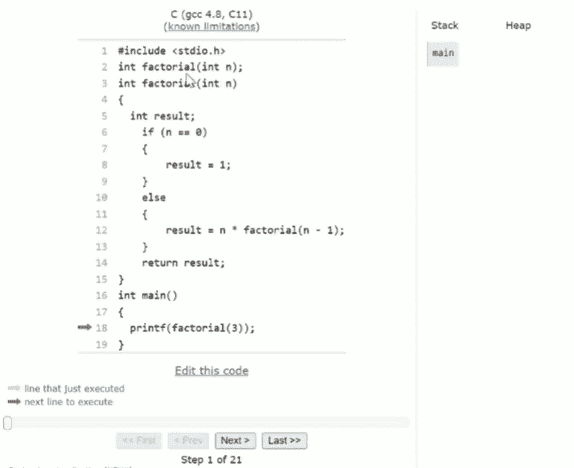 C (gcc 4.8, C11)
(known limitations)
Stack
Heap
1 #include <stdio.h>
main
2 int factorial(int n);
3 int factorial(int n)
4 {
5 int result;
6 if (n == 0)
7 {
8 result = 1;
9 }
10 else
11 {
12 result = n * factorial(n - 1);
13 }
14 return result;
15 }
16 int main()
17 {
18 printf(factorial(3));
19 }
Edit this code
line that just executed
next line to execute
<< First
< Prev
Next >
Last >>
Step 1 of 21